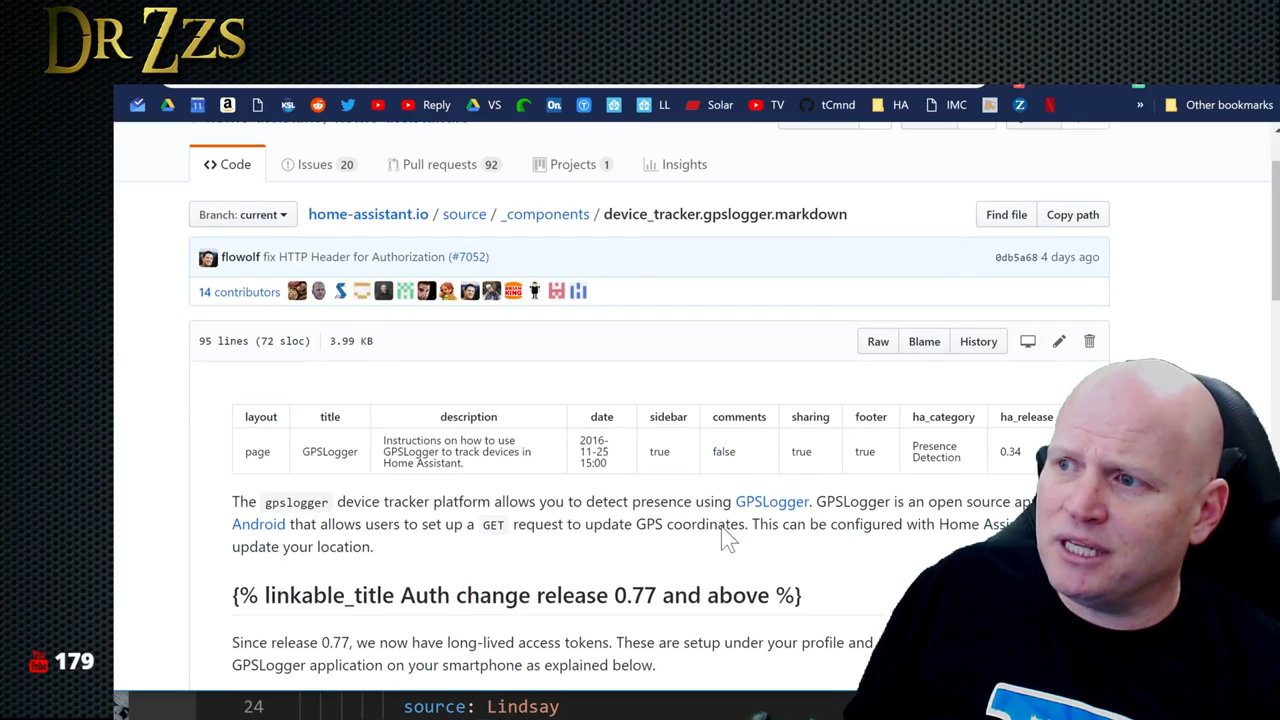 DR ZZS
11 KSL Reply VS On. LL Solar TV tCmnd HA IMC Z N » Other bookmarks
<> Code Issues 20 Pull requests 92 Projects 1 Insights
Branch: current home-assistant.io / source / _components / device_tracker.gpslogger.markdown Find file Copy path
flowolf fix HTTP Header for Authorization (#7052) 0db5a68 4 days ago
14 contributors
95 lines (72 sloc) 3.99 KB Raw Blame History
layout title description date sidebar comments sharing footer ha_category ha_release
page GPSLogger Instructions on how to use GPSLogger to track devices in Home Assistant. 2016-11-25 15:00 true false true true Presence Detection 0.34
The gpslogger device tracker platform allows you to detect presence using GPSLogger. GPSLogger is an open source
Android that allows users to set up a GET request to update GPS coordinates. This can be configured with Home
update your location.
{% linkable_title Auth change release 0.77 and above %}
Since release 0.77, we now have long-lived access tokens. These are setup under your profile and
GPSLogger application on your smartphone as explained below.
YouTube 179
24 source: Lindsay